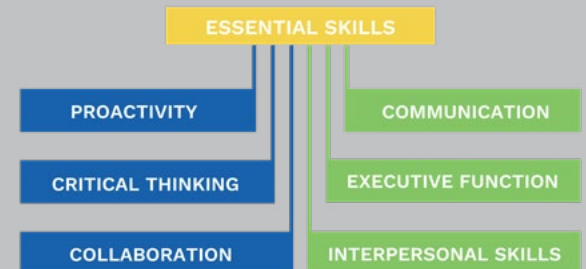 ESSENTIAL SKILLS
PROACTIVITY
COMMUNICATION
CRITICAL THINKING
EXECUTIVE FUNCTION
COLLABORATION
INTERPERSONAL SKILLS